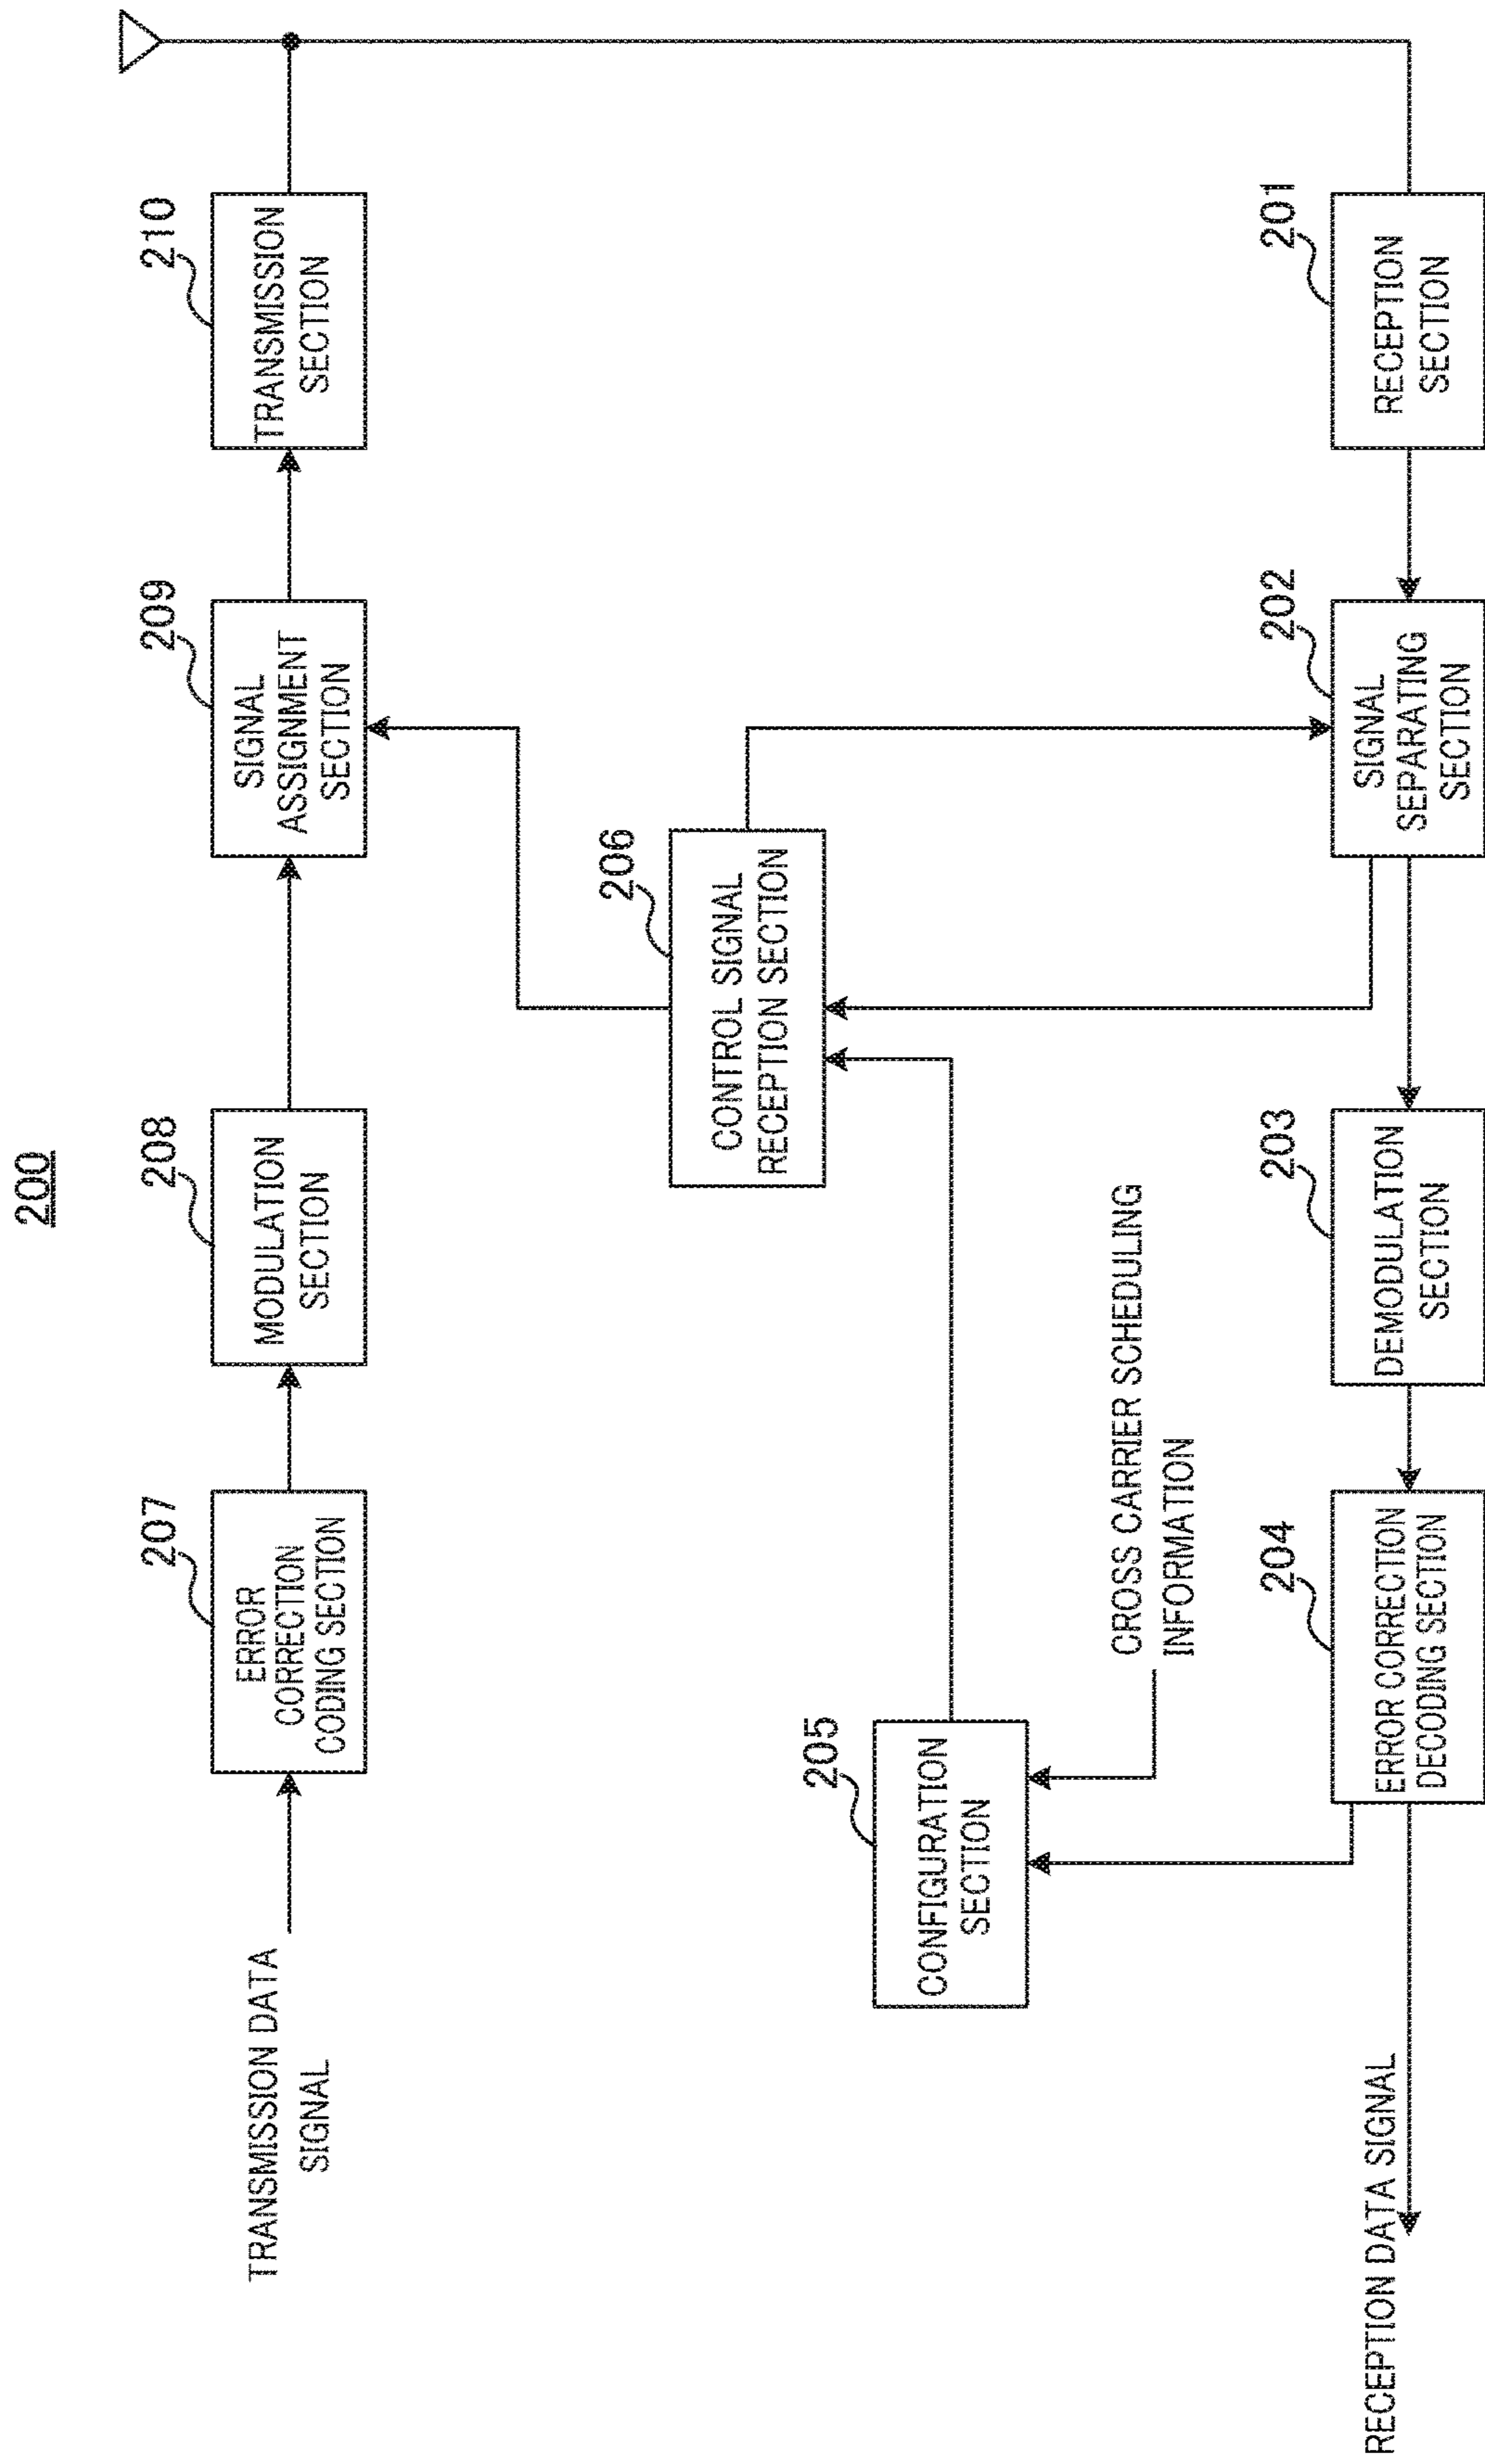 200
TRANSMISSION DATA
SIGNAL
207
ERROR
CORRECTION
CODING SECTION
208
MODULATION
SECTION
209
SIGNAL
ASSIGNMENT
SECTION
210
TRANSMISSION
SECTION
206
CONTROL SIGNAL
RECEPTION SECTION
205
CONFIGURATION
SECTION
CROSS CARRIER SCHEDULING
INFORMATION
RECEPTION DATA SIGNAL
204
ERROR CORRECTION
DECODING SECTION
203
DEMODULATION
SECTION
202
SIGNAL
SEPARATING
SECTION
201
RECEPTION
SECTION